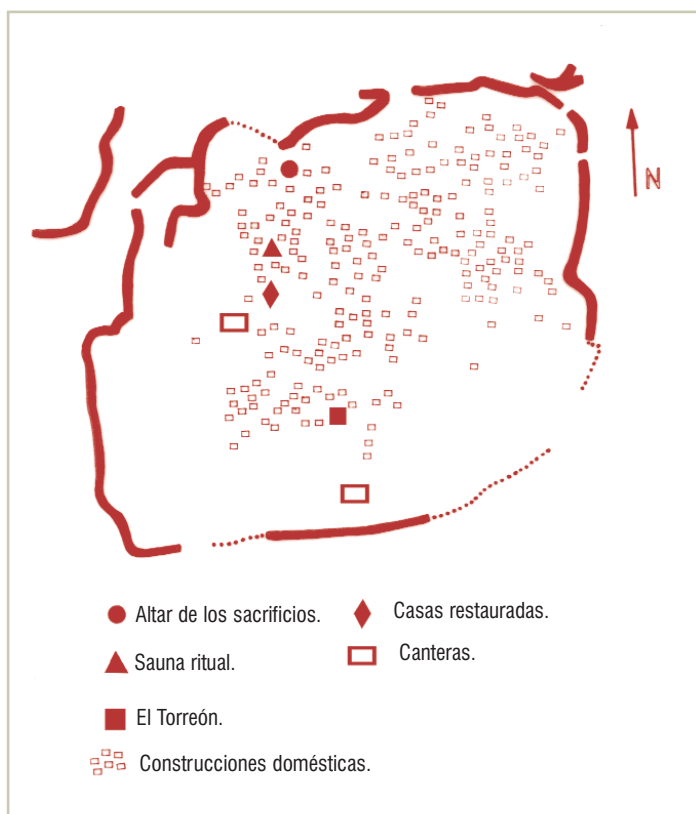 N
Altar de los sacrificios.
Casas restauradas.
Sauna ritual.
Canteras.
El Torreón.
Construcciones domésticas.